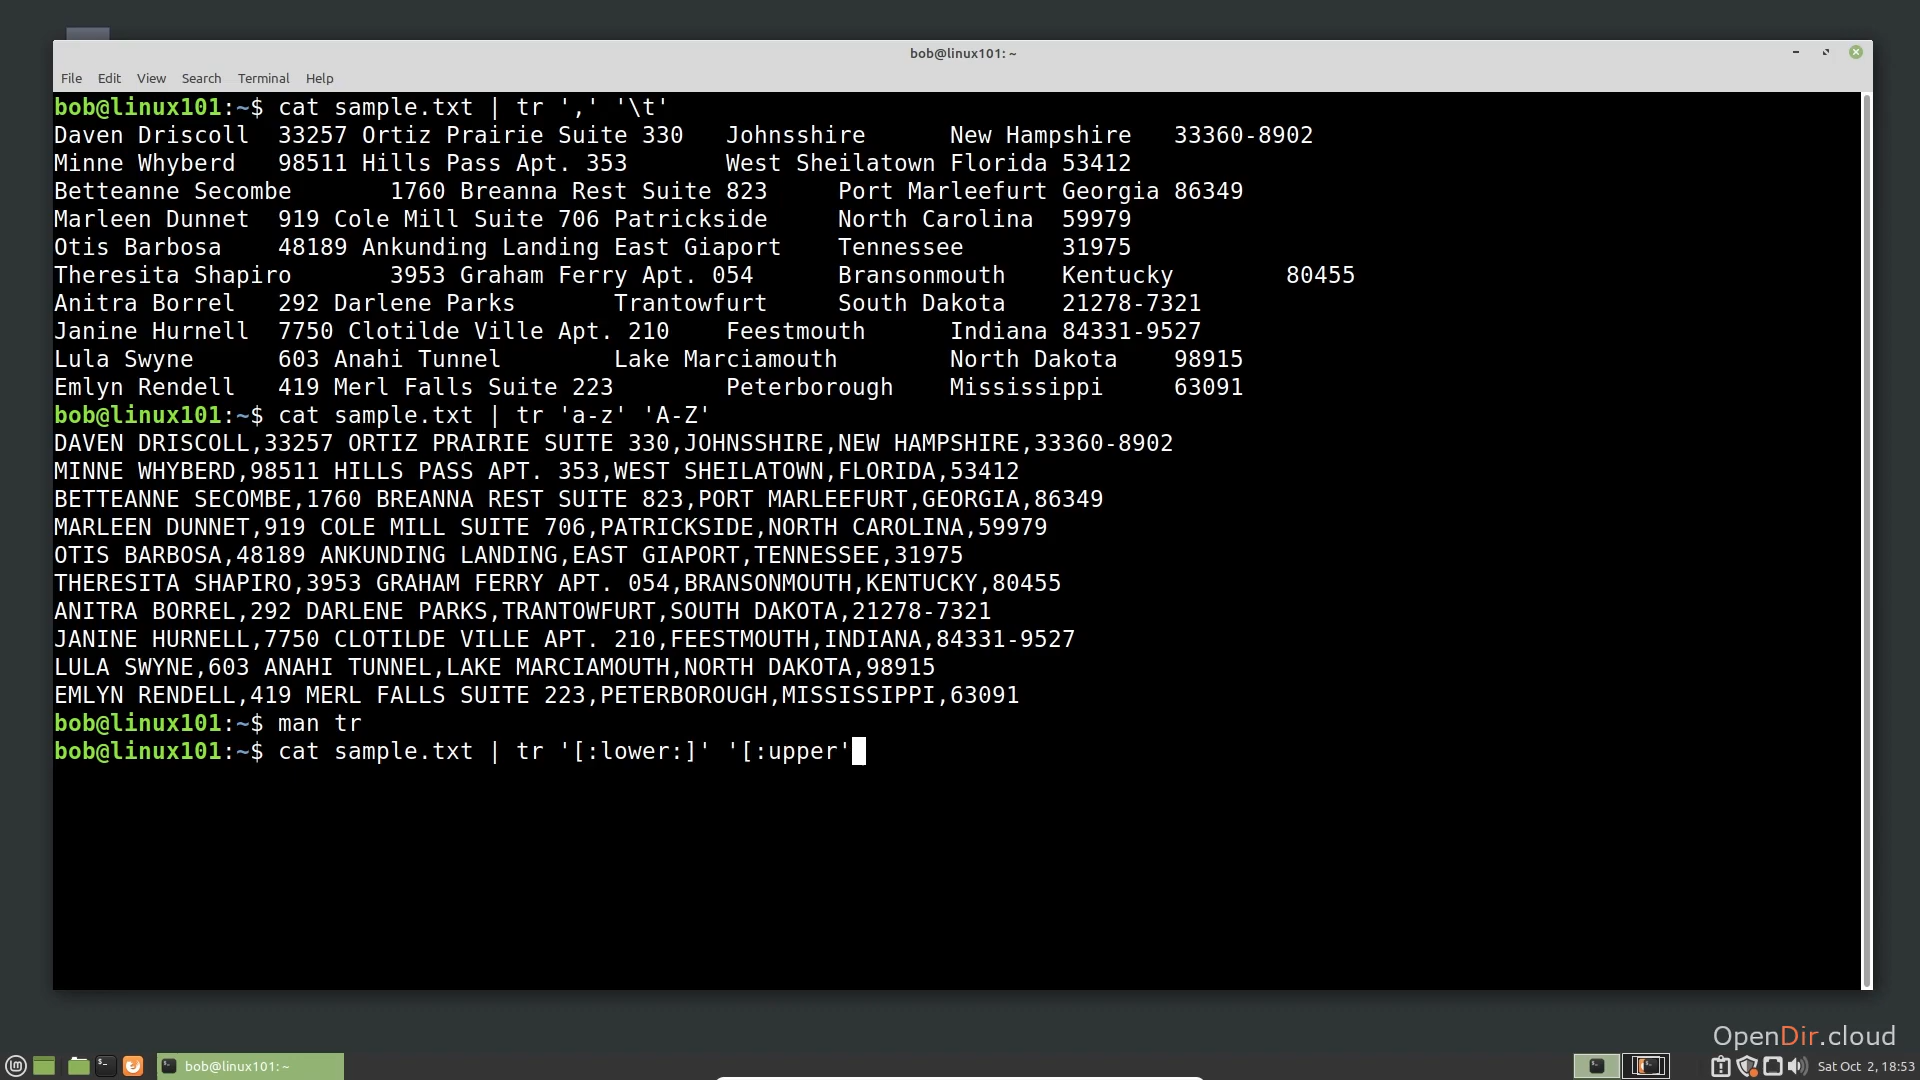 bob@linux101: ~
File Edit View Search Terminal Help
bob@linux101:~$ cat sample.txt | tr ',' '\t'
Daven Driscoll 33257 Ortiz Prairie Suite 330 Johnsshire New Hampshire 33360-8902
Minne Whyberd 98511 Hills Pass Apt. 353 West Sheilatown Florida 53412
Betteanne Secombe 1760 Breanna Rest Suite 823 Port Marleefurt Georgia 86349
Marleen Dunnet 919 Cole Mill Suite 706 Patrickside North Carolina 59979
Otis Barbosa 48189 Ankunding Landing East Giaport Tennessee 31975
Theresita Shapiro 3953 Graham Ferry Apt. 054 Bransonmouth Kentucky 80455
Anitra Borrel 292 Darlene Parks Trantowfurt South Dakota 21278-7321
Janine Hurnell 7750 Clotilde Ville Apt. 210 Feestmouth Indiana 84331-9527
Lula Swyne 603 Anahi Tunnel Lake Marciamouth North Dakota 98915
Emlyn Rendell 419 Merl Falls Suite 223 Peterborough Mississippi 63091
bob@linux101:~$ cat sample.txt | tr 'a-z' 'A-Z'
DAVEN DRISCOLL,33257 ORTIZ PRAIRIE SUITE 330,JOHNSSHIRE,NEW HAMPSHIRE,33360-8902
MINNE WHYBERD,98511 HILLS PASS APT. 353,WEST SHEILATOWN,FLORIDA,53412
BETTEANNE SECOMBE,1760 BREANNA REST SUITE 823,PORT MARLEEFURT,GEORGIA,86349
MARLEEN DUNNET,919 COLE MILL SUITE 706,PATRICKSIDE,NORTH CAROLINA,59979
OTIS BARBOSA,48189 ANKUNDING LANDING,EAST GIAPORT,TENNESSEE,31975
THERESITA SHAPIRO,3953 GRAHAM FERRY APT. 054,BRANSONMOUTH,KENTUCKY,80455
ANITRA BORREL,292 DARLENE PARKS,TRANTOWFURT,SOUTH DAKOTA,21278-7321
JANINE HURNELL,7750 CLOTILDE VILLE APT. 210,FEESTMOUTH,INDIANA,84331-9527
LULA SWYNE,603 ANAHI TUNNEL,LAKE MARCIAMOUTH,NORTH DAKOTA,98915
EMLYN RENDELL,419 MERL FALLS SUITE 223,PETERBOROUGH,MISSISSIPPI,63091
bob@linux101:~$ man tr
bob@linux101:~$ cat sample.txt | tr '[:lower:]' '[:upper'
OpenDir.cloud
bob@linux101: ~
Sat Oct 2, 18:53